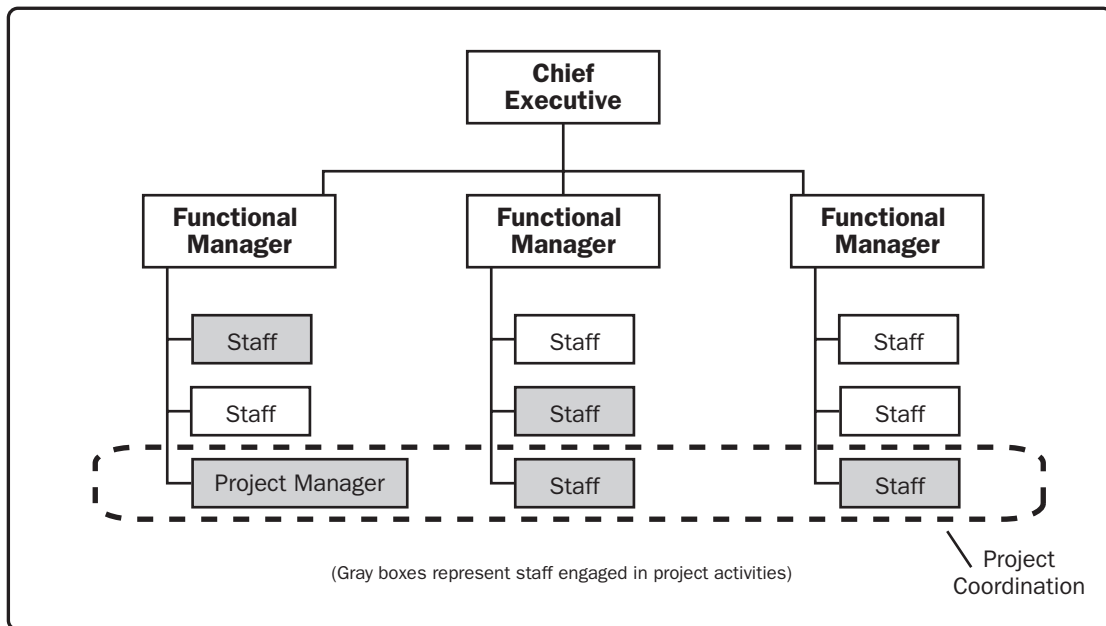 Chief
Executive
Functional
Manager
Functional
Manager
Functional
Manager
Staff
Staff
Staff
Staff
Staff
Staff
Project Manager
Staff
Staff
(Gray boxes represent staff engaged in project activities)
Project
Coordination